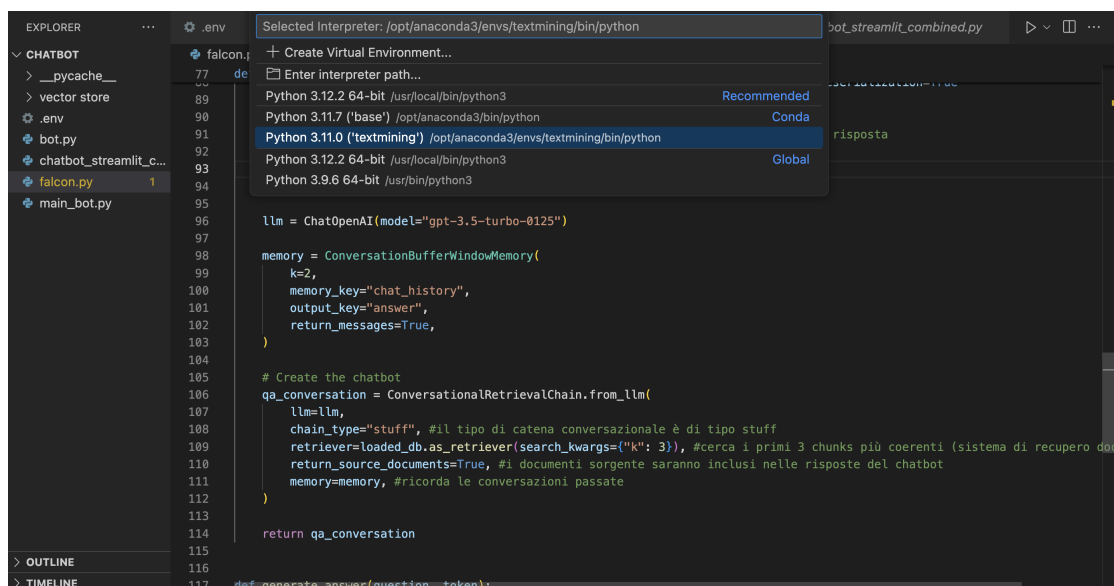 EXPLORER
...
.env
Selected Interpreter: /opt/anaconda3/envs/textmining/bin/python
bot_streamlit_combined.py
...
CHATBOT
__pycache__
vector store
.env
bot.py
chatbot_streamlit_c...
falcon.py 1
main_bot.py
OUTLINE
TIMELINE
+ Create Virtual Environment...
Enter interpreter path...
Python 3.12.2 64-bit /usr/local/bin/python3 Recommended
Python 3.11.7 ('base') /opt/anaconda3/bin/python Conda
Python 3.11.0 ('textmining') /opt/anaconda3/envs/textmining/bin/python
Python 3.12.2 64-bit /usr/local/bin/python3 Global
Python 3.9.6 64-bit /usr/bin/python3
falcon.p
77 de
89
90
91 risposta
92
93
94
95
96 llm = ChatOpenAI(model="gpt-3.5-turbo-0125")
97
98 memory = ConversationBufferWindowMemory(
99 k=2,
100 memory_key="chat_history",
101 output_key="answer",
102 return_messages=True,
103 )
104
105 # Create the chatbot
106 qa_conversation = ConversationalRetrievalChain.from_llm(
107 llm=llm,
108 chain_type="stuff", #il tipo di catena conversazionale è di tipo stuff
109 retriever=loaded_db.as_retriever(search_kwargs={"k": 3}), #cerca i primi 3 chunks più coerenti (sistema di recupero doc
110 return_source_documents=True, #i documenti sorgente saranno inclusi nelle risposte del chatbot
111 memory=memory, #ricorda le conversazioni passate
112 )
113
114 return qa_conversation
115
116
117 def generate_answer(question, token):